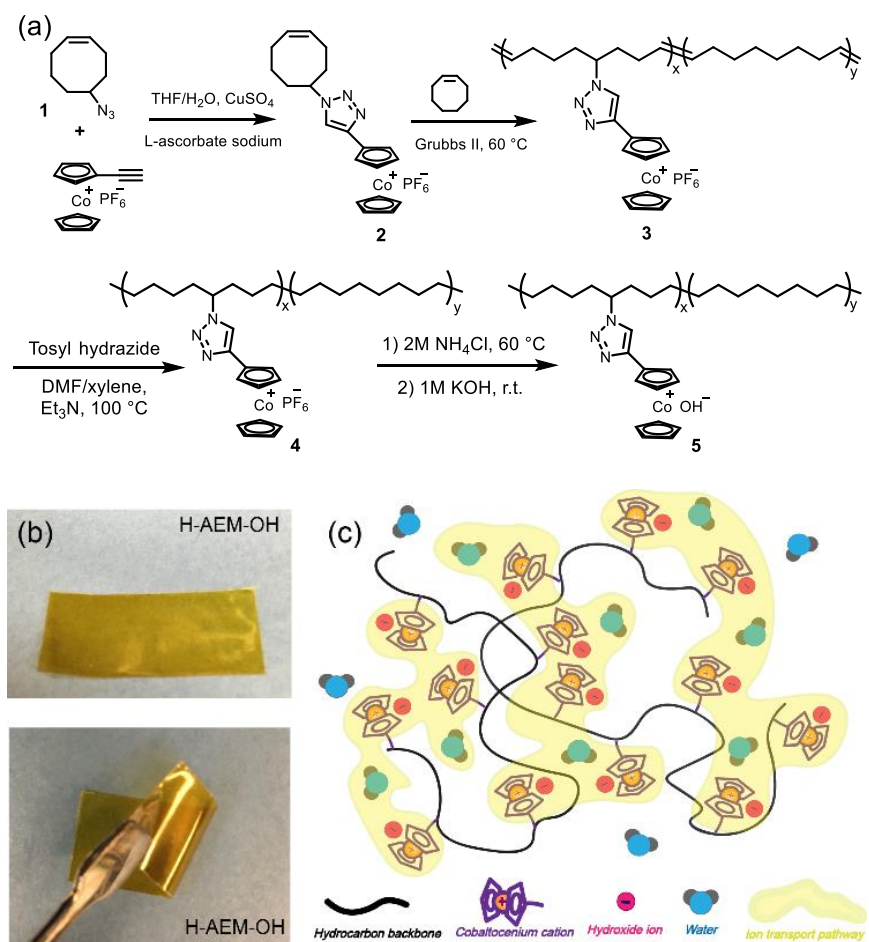 (a)
1
N3
+
Co+ PF6−
THF/H2O, CuSO4
L-ascorbate sodium
N N N
Co+ PF6−
2
Grubbs II, 60 °C
x y
N N N
Co+ PF6−
3
Tosyl hydrazide
DMF/xylene,
Et3N, 100 °C
x y
N N N
Co+ PF6−
4
1) 2M NH4Cl, 60 °C
2) 1M KOH, r.t.
x y
N N N
Co+ OH−
5
(b)
H-AEM-OH
H-AEM-OH
(c)
Hydrocarbon backbone
Cobaltocenium cation
Hydroxide ion
Water
ion transport pathway